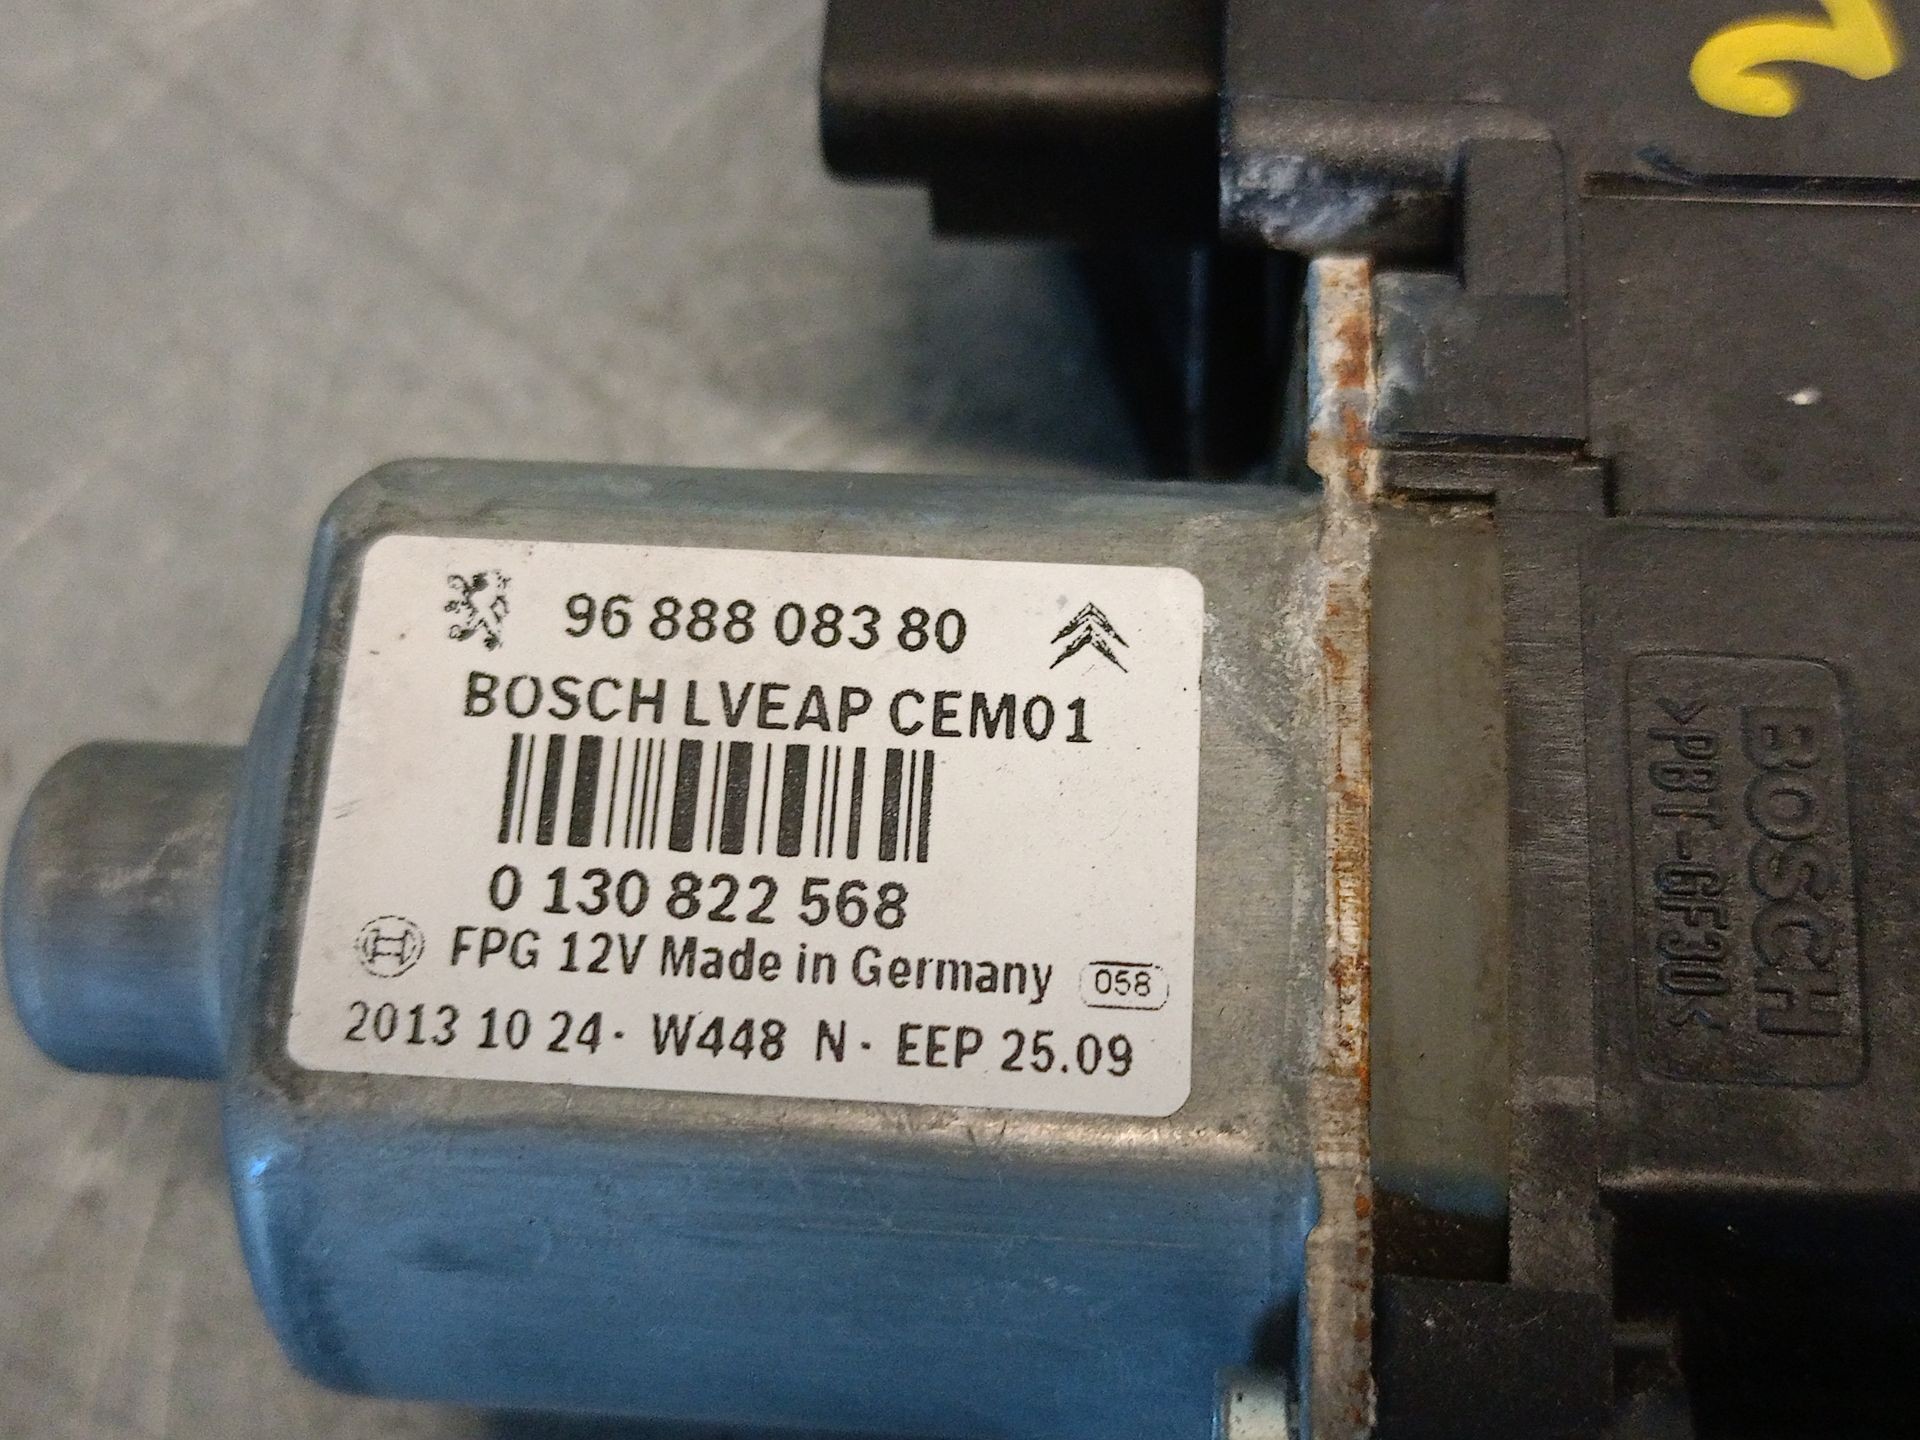 2
96 888 083 80
BOSCH LVEAP CEM01
0 130 822 568
FPG 12V Made in Germany 058
2013 10 24 · W448 N · EEP 25.09
BOSCH
>PBT-GF30<